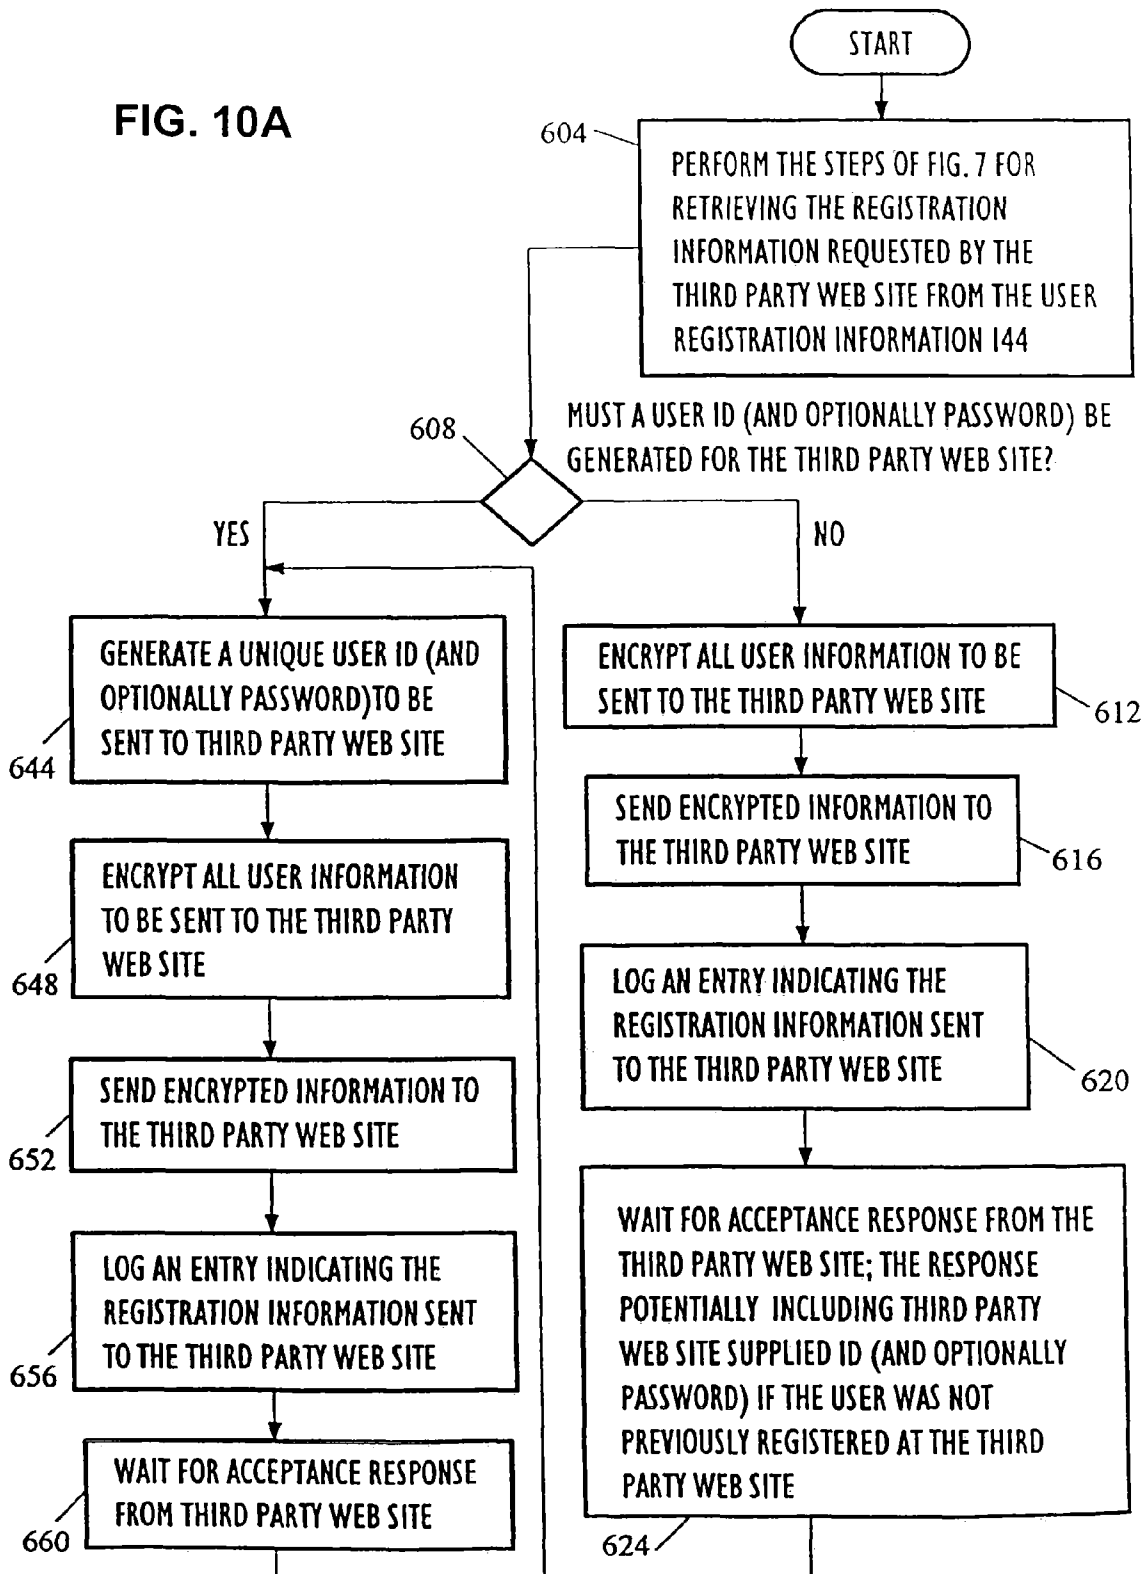 START
FIG. 10A
604
PERFORM THE STEPS OF FIG. 7 FOR
RETRIEVING THE REGISTRATION
INFORMATION REQUESTED BY THE
THIRD PARTY WEB SITE FROM THE USER
REGISTRATION INFORMATION 144
608
MUST A USER ID (AND OPTIONALLY PASSWORD) BE
GENERATED FOR THE THIRD PARTY WEB SITE?
YES
NO
GENERATE A UNIQUE USER ID (AND
OPTIONALLY PASSWORD)TO BE
SENT TO THIRD PARTY WEB SITE
644
ENCRYPT ALL USER INFORMATION
TO BE SENT TO THE THIRD PARTY
WEB SITE
648
SEND ENCRYPTED INFORMATION TO
THE THIRD PARTY WEB SITE
652
LOG AN ENTRY INDICATING THE
REGISTRATION INFORMATION SENT
TO THE THIRD PARTY WEB SITE
656
WAIT FOR ACCEPTANCE RESPONSE
FROM THIRD PARTY WEB SITE
660
ENCRYPT ALL USER INFORMATION TO BE
SENT TO THE THIRD PARTY WEB SITE
612
SEND ENCRYPTED INFORMATION TO
THE THIRD PARTY WEB SITE
616
LOG AN ENTRY INDICATING THE
REGISTRATION INFORMATION SENT
TO THE THIRD PARTY WEB SITE
620
WAIT FOR ACCEPTANCE RESPONSE FROM THE
THIRD PARTY WEB SITE; THE RESPONSE
POTENTIALLY INCLUDING THIRD PARTY
WEB SITE SUPPLIED ID (AND OPTIONALLY
PASSWORD) IF THE USER WAS NOT
PREVIOUSLY REGISTERED AT THE THIRD
PARTY WEB SITE
624